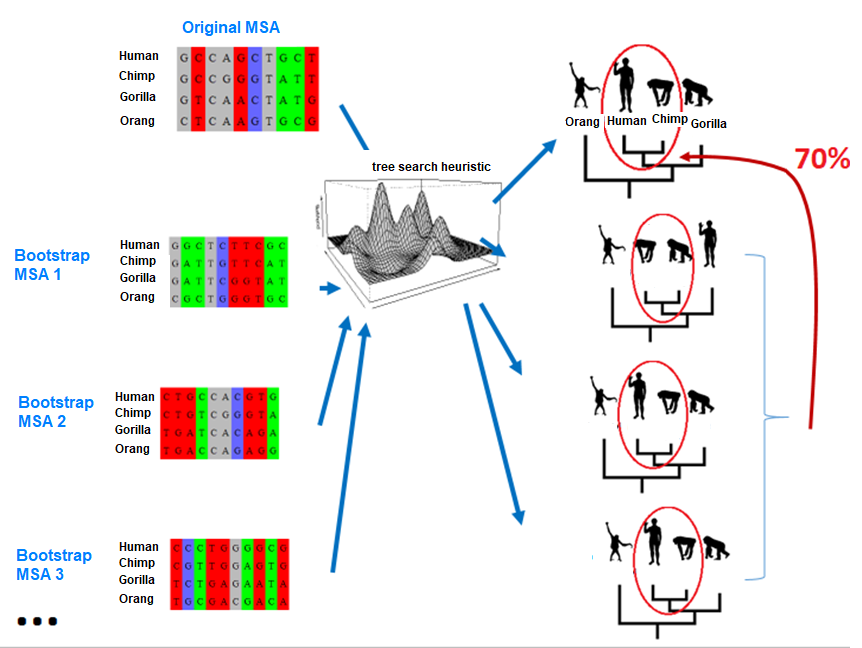 Original MSA
Human G C C A G C T G C T
Chimp G C C G G G T A T T
Gorilla G T C A A C T A T G
Orang C T C A A G T G C G
tree search heuristic
Orang Human Chimp Gorilla
70%
Bootstrap
MSA 1
Human G G C T C T T C G C
Chimp G A T T G T T C A T
Gorilla G A T T C G G T A T
Orang C G C T G G G T G C
Bootstrap
MSA 2
Human C T G C C A C G T G
Chimp C T G T C G G G T A
Gorilla T G A T C A C A G A
Orang T G A C C A G A G G
Bootstrap
MSA 3
Human C C C T G G G G C G
Chimp C G T T G G A G T G
Gorilla T C T G A G A A T A
Orang T G C G A C G A C A
•••